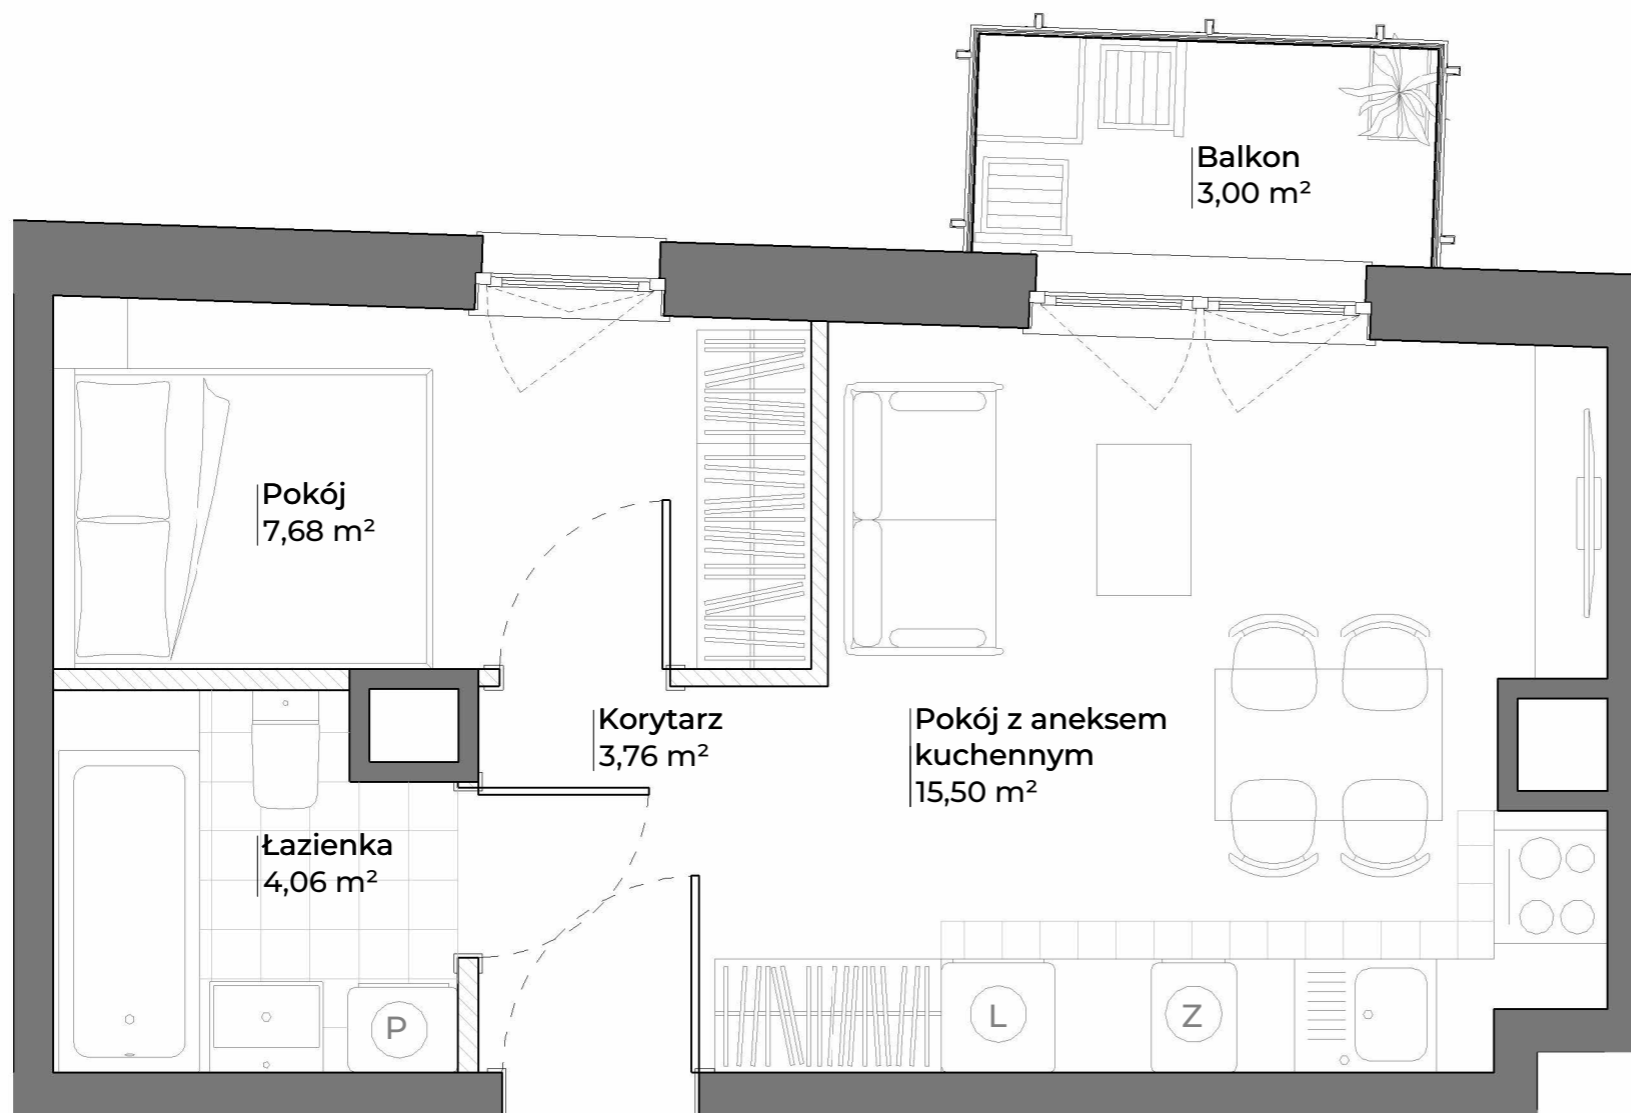 Balkon
3,00 m²
Pokój
7,68 m²
Korytarz
3,76 m²
Pokój z aneksem
kuchennym
15,50 m²
Łazienka
4,06 m²
P
L
Z